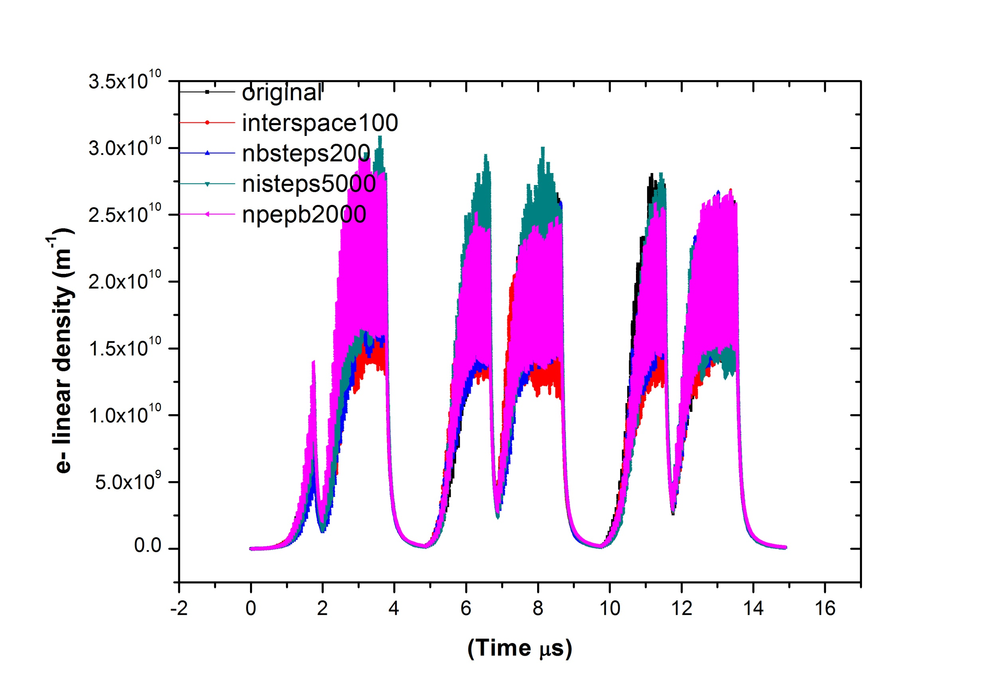 3.5x10^10
3.0x10^10
2.5x10^10
2.0x10^10
1.5x10^10
1.0x10^10
5.0x10^9
0.0
e- linear density (m^-1)
original
interspace100
nbsteps200
nisteps5000
npepb2000
-2 0 2 4 6 8 10 12 14 16
(Time μs)